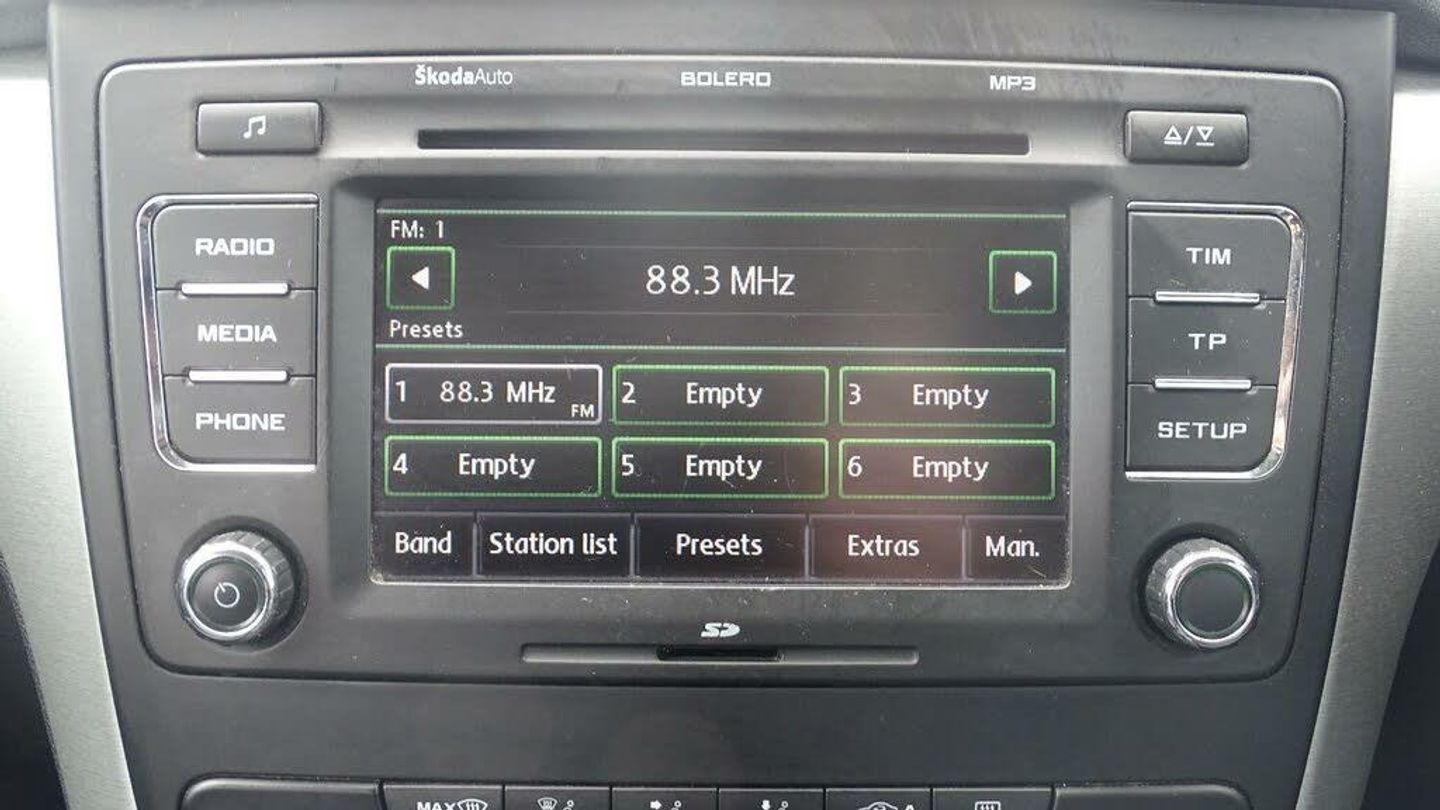 ŠkodaAuto BOLERO MP3
RADIO
MEDIA
PHONE
FM: 1
88.3 MHz
Presets
1 88.3 MHz FM 2 Empty 3 Empty
4 Empty 5 Empty 6 Empty
Band Station list Presets Extras Man.
TIM
TP
SETUP
SD
MAX A